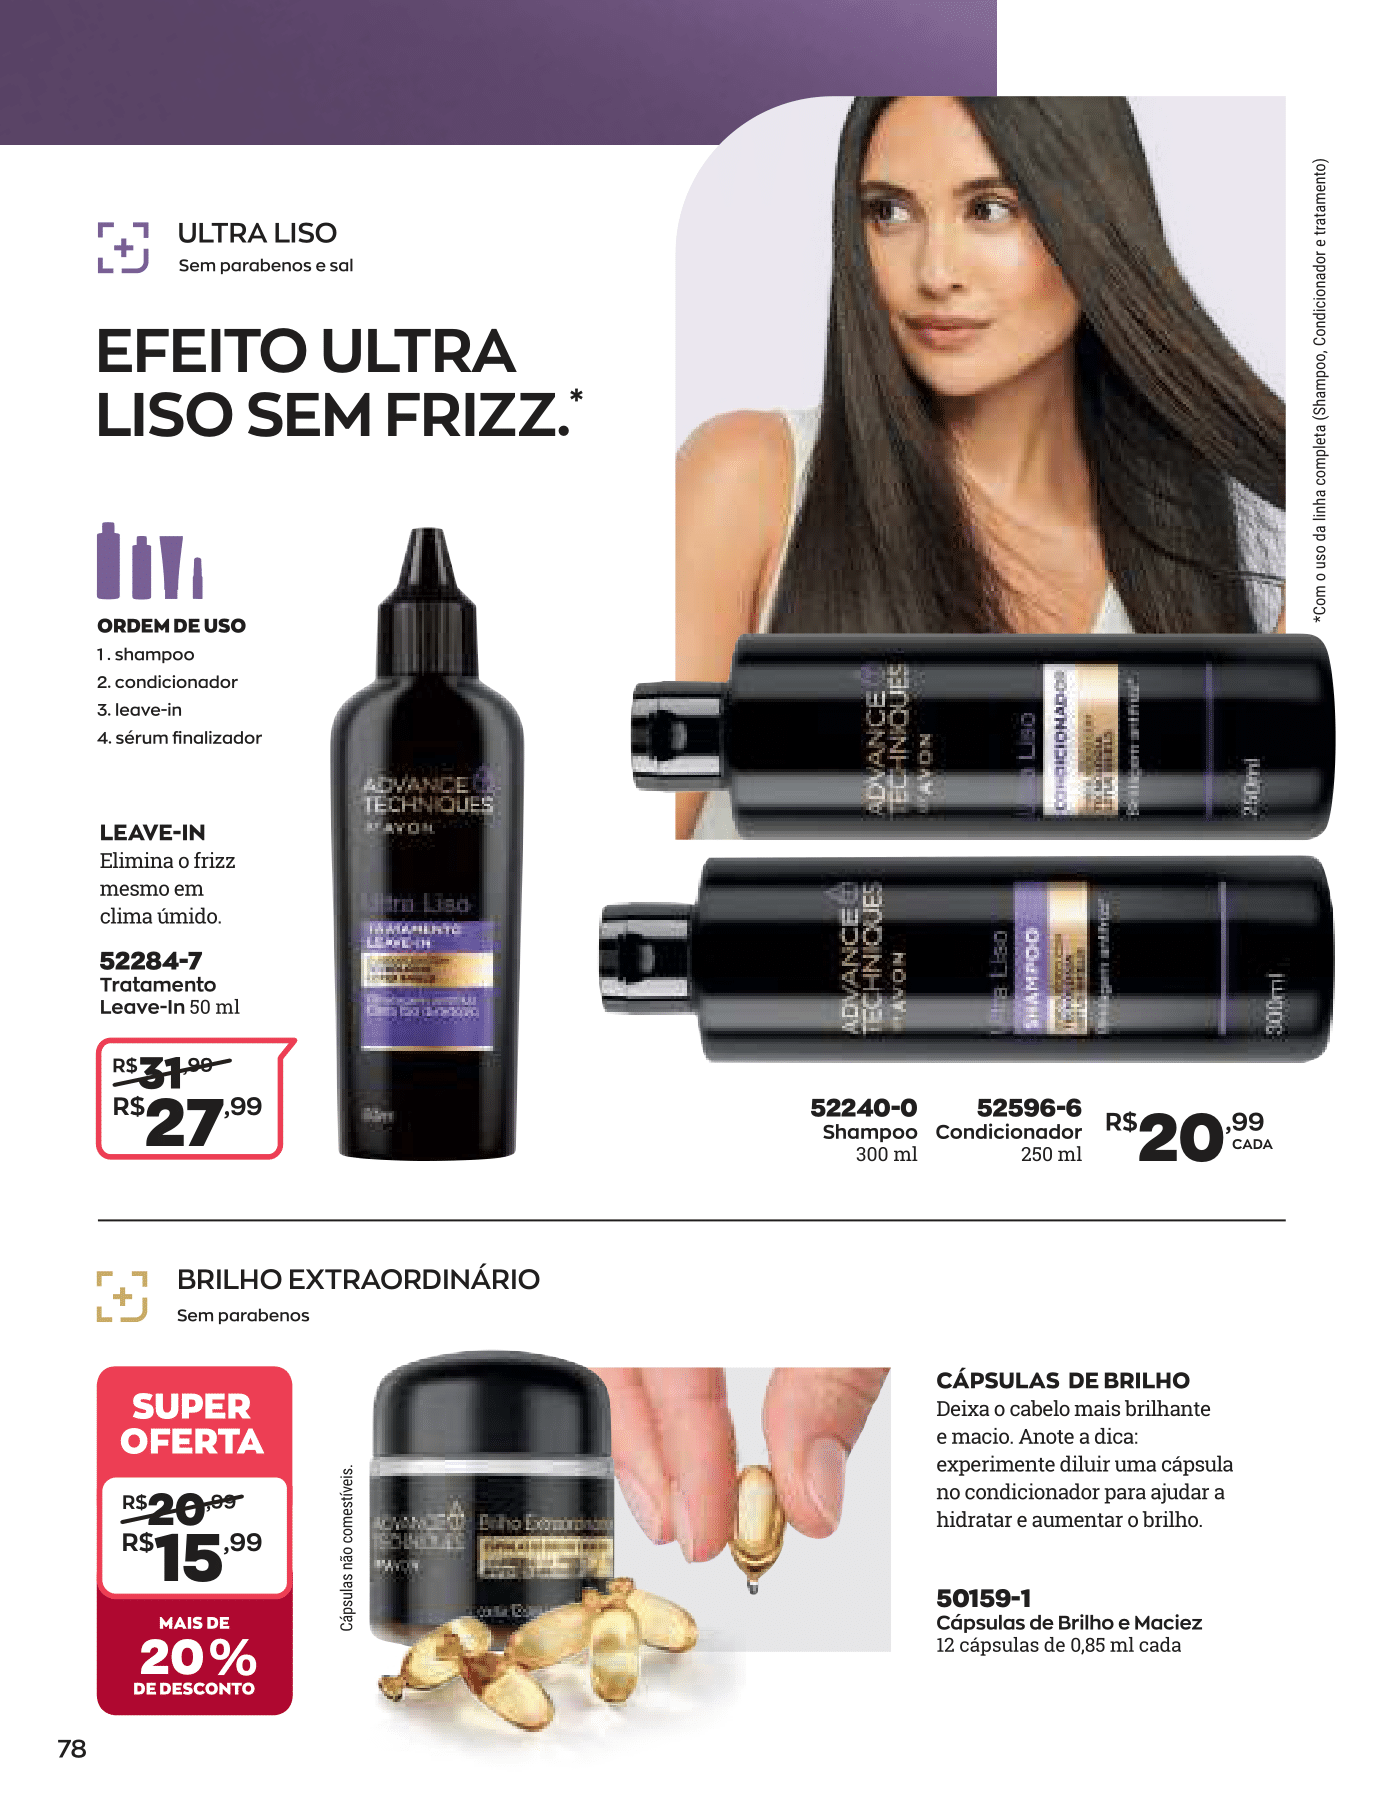 ULTRA LISO
Sem parabenos e sal
EFEITO ULTRA
LISO SEM FRIZZ.*
*Com o uso da linha completa (Shampoo, Condicionador e tratamento)
ORDEM DE USO
1. shampoo
2. condicionador
3. leave-in
4. sérum finalizador
LEAVE-IN
Elimina o frizz
mesmo em
clima úmido.
52284-7
Tratamento
Leave-In 50 ml
R$31,99
R$27,99
ADVANCE
TECHNIQUES
BY AVON
Ultra Liso
TRATAMENTO
LEAVE-IN
ADVANCE
TECHNIQUES
BY AVON
Ultra Liso
CONDICIONADOR
250ml
ADVANCE
TECHNIQUES
BY AVON
Ultra Liso
SHAMPOO
300ml
52240-0
Shampoo
300 ml
52596-6
Condicionador
250 ml
R$20,99
CADA
BRILHO EXTRAORDINÁRIO
Sem parabenos
SUPER
OFERTA
R$20,99
R$15,99
MAIS DE
20%
DE DESCONTO
Cápsulas não comestíveis.
ADVANCE
TECHNIQUES
BY AVON
Brilho Extraordinário
CÁPSULAS DE BRILHO
Deixa o cabelo mais brilhante
e macio. Anote a dica:
experimente diluir uma cápsula
no condicionador para ajudar a
hidratar e aumentar o brilho.
50159-1
Cápsulas de Brilho e Maciez
12 cápsulas de 0,85 ml cada
78